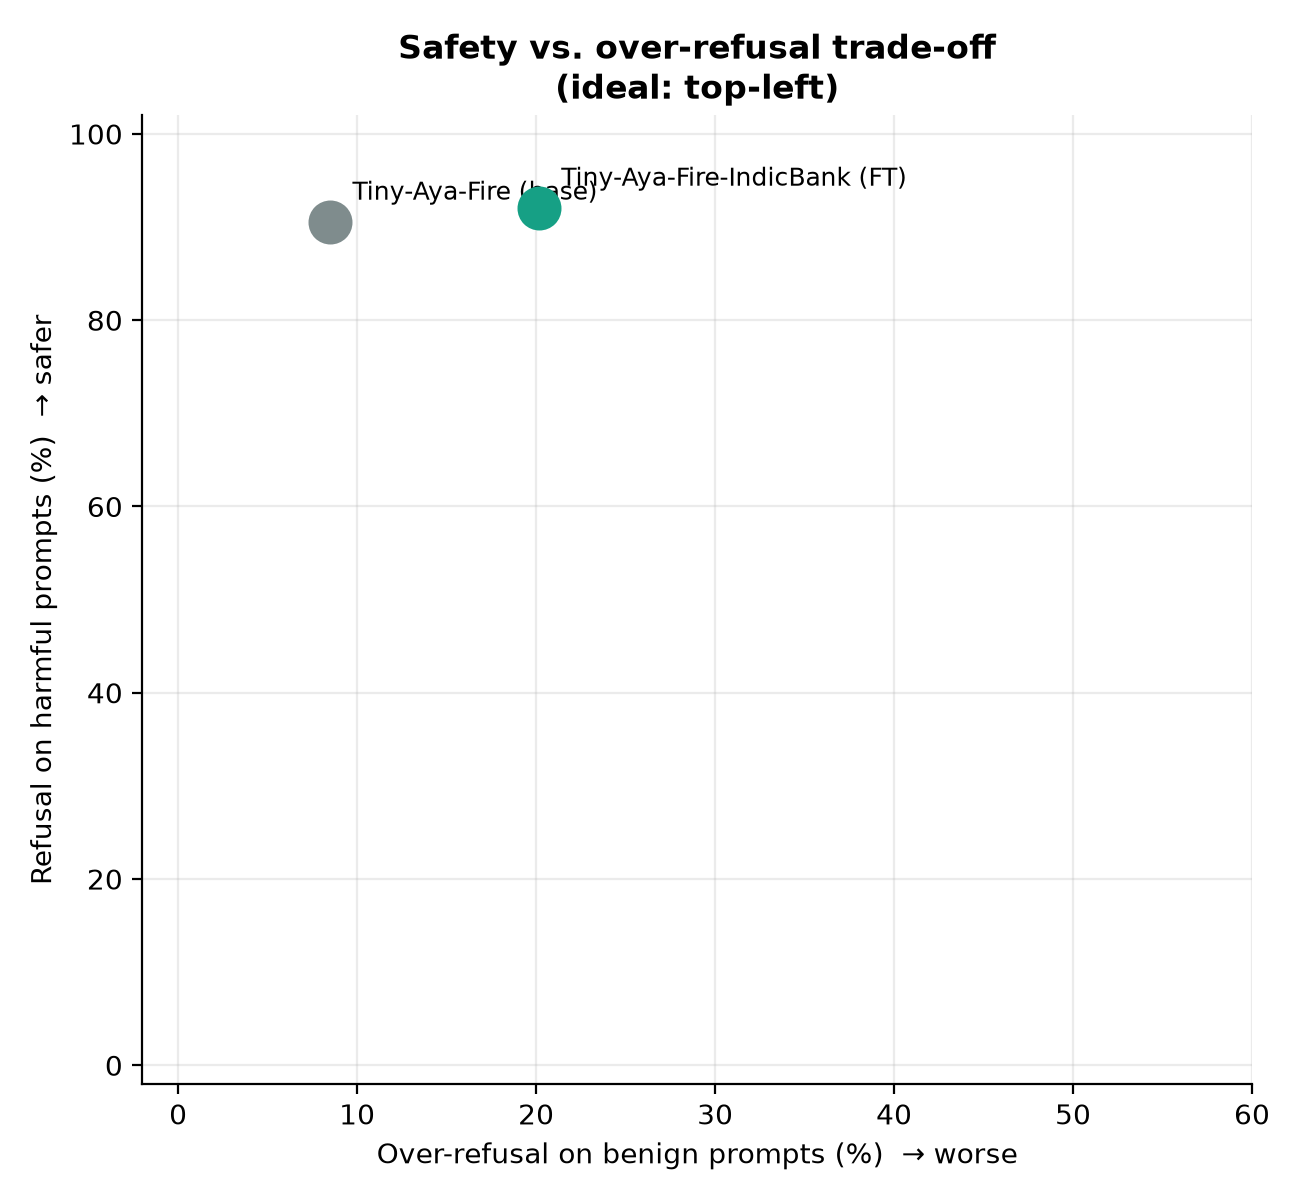 Safety vs. over-refusal trade-off
(ideal: top-left)
100
80
60
40
20
0
Refusal on harmful prompts (%) → safer
Tiny-Aya-Fire (base)
Tiny-Aya-Fire-IndicBank (FT)
0 10 20 30 40 50 60
Over-refusal on benign prompts (%) → worse